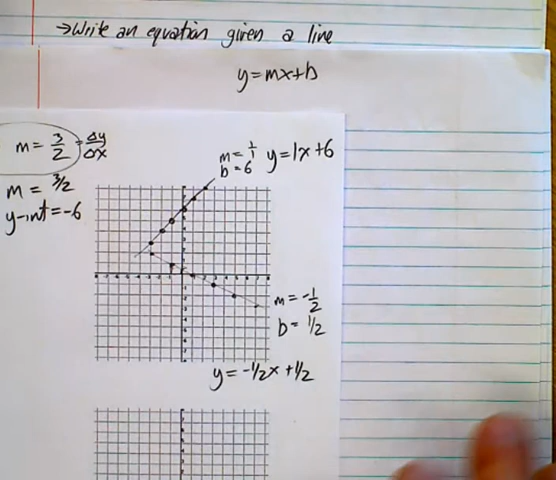 →Write an equation given a line
y=mx+b
m = 3/2 = Δy/Δx
m = 3/2
y-int = -6
m = 1/1
b = 6
y=1x+6
m = -1/2
b = 1/2
y = -1/2x + 1/2